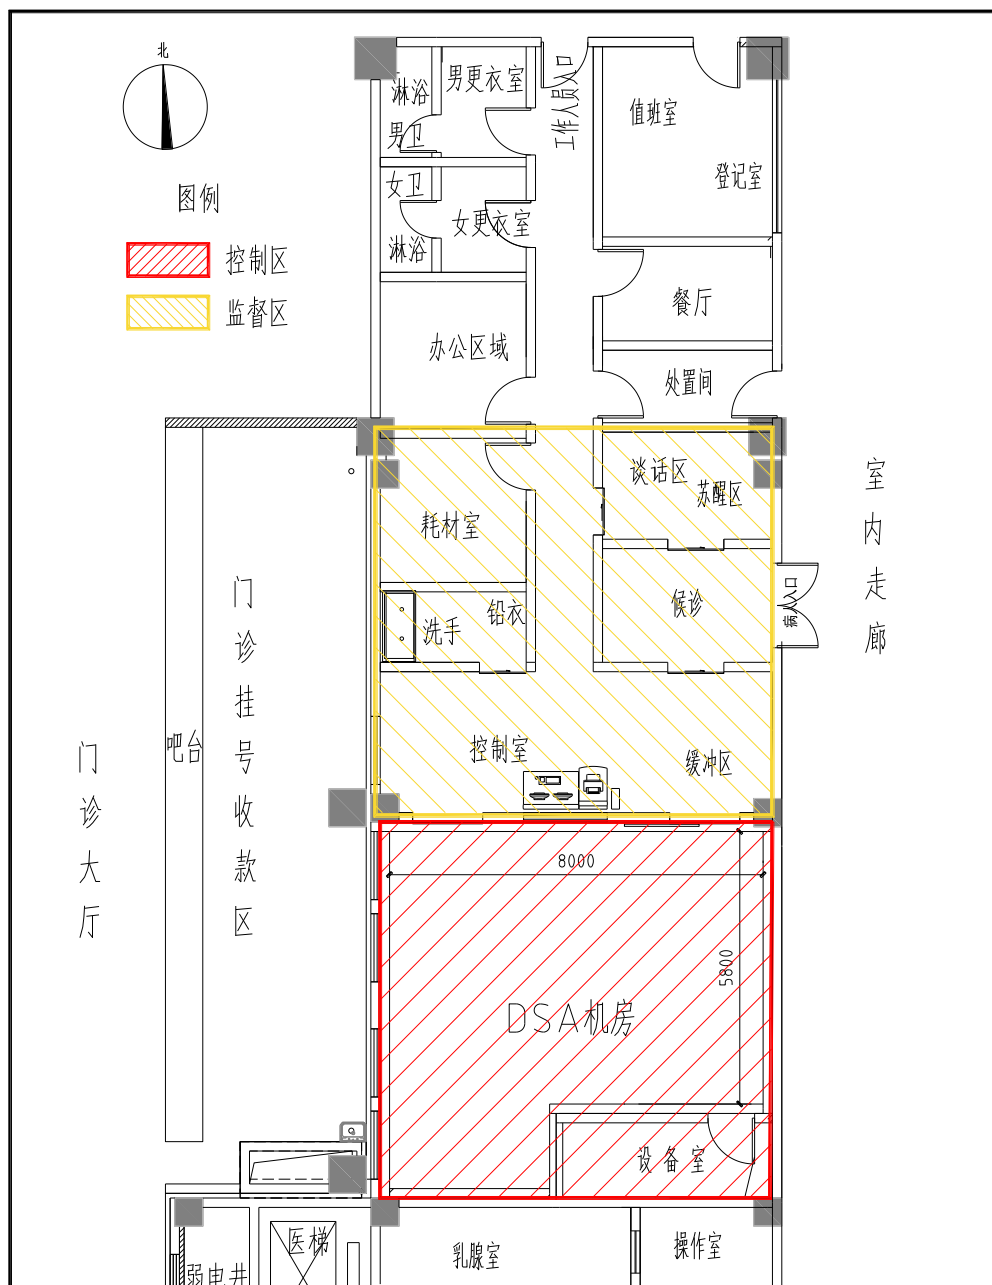 北
图例
控制区
监督区
淋浴
男更衣室
工作人员入口
男卫
值班室
登记室
女卫
女更衣室
淋浴
餐厅
办公区域
处置间
谈话区
苏醒区
耗材室
候诊
病人入口
铅衣
洗手
室内走廊
门诊挂号收款区
吧台
门诊大厅
控制室
缓冲区
8000
5800
DSA机房
设备室
医梯
弱电井
乳腺室
操作室